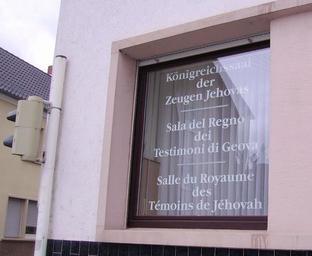 Königreichssaal
der
Zeugen Jehovas
Sala del Regno
dei
Testimoni di Geova
Salle du Royaume
des
Témoins de Jéhovah